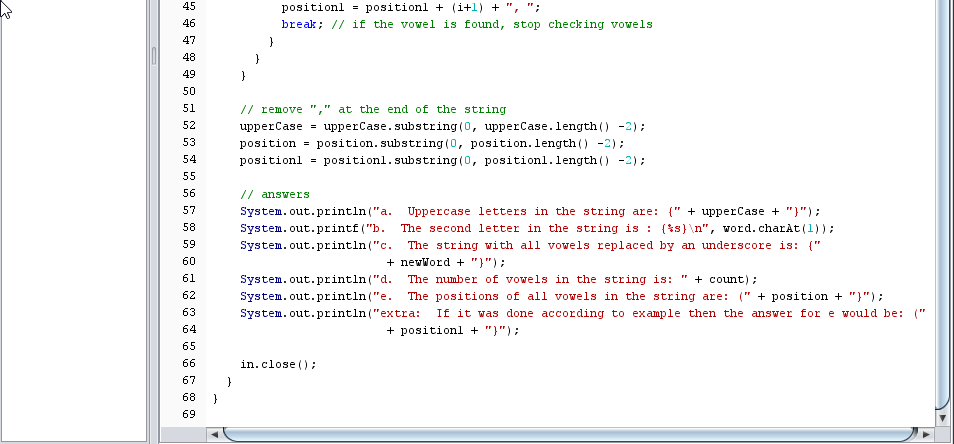 45 position1 = position1 + (i+1) + ", ";
46 break; // if the vowel is found, stop checking vowels
47 }
48 }
49 }
50
51 // remove "," at the end of the string
52 upperCase = upperCase.substring(0, upperCase.length() -2);
53 position = position.substring(0, position.length() -2);
54 position1 = position1.substring(0, position1.length() -2);
55
56 // answers
57 System.out.println("a.  Uppercase letters in the string are: {" + upperCase + "}");
58 System.out.printf("b.  The second letter in the string is : {%s}\n", word.charAt(1));
59 System.out.println("c.  The string with all vowels replaced by an underscore is: {"
60 + newWord + "}");
61 System.out.println("d.  The number of vowels in the string is: " + count);
62 System.out.println("e.  The positions of all vowels in the string are: (" + position + "}");
63 System.out.println("extra:  If it was done according to example then the answer for e would be: ("
64 + position1 + "}");
65
66 in.close();
67 }
68 }
69